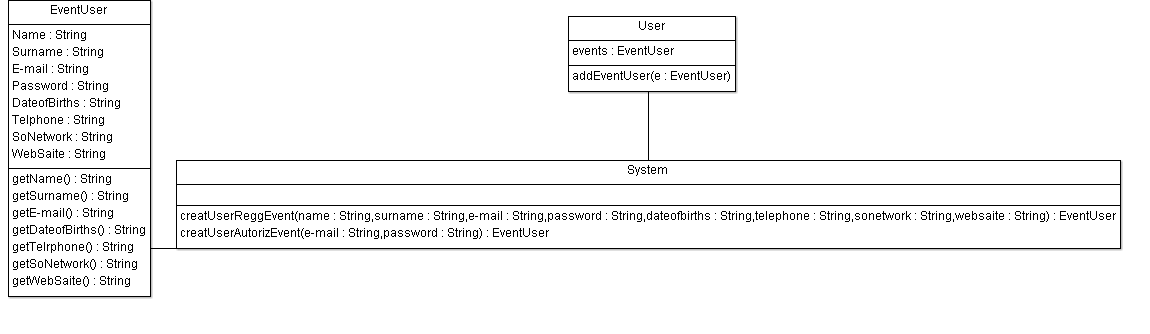 EventUser
Name : String
Surname : String
E-mail : String
Password : String
DateofBirths : String
Telphone : String
SoNetwork : String
WebSaite : String
getName() : String
getSurname() : String
getE-mail() : String
getDateofBirths() : String
getTelrphone() : String
getSoNetwork() : String
getWebSaite() : String
User
events : EventUser
addEventUser(e : EventUser)
System
creatUserReggEvent(name : String,surname : String,e-mail : String,password : String,dateofbirths : String,telephone : String,sonetwork : String,websaite : String) : EventUser
creatUserAutorizEvent(e-mail : String,password : String) : EventUser